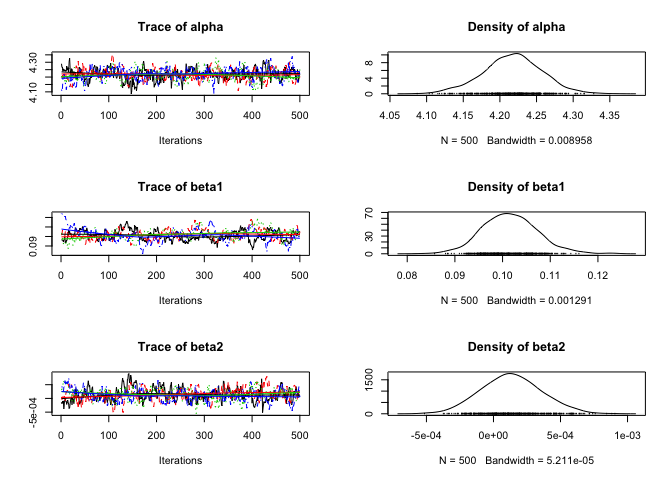 Trace of alpha
4.10 4.30
0 100 200 300 400 500
Iterations
Density of alpha
0 4 8
4.05 4.10 4.15 4.20 4.25 4.30 4.35
N = 500 Bandwidth = 0.008958
Trace of beta1
0.09
0 100 200 300 400 500
Iterations
Density of beta1
0 30 70
0.08 0.09 0.10 0.11 0.12
N = 500 Bandwidth = 0.001291
Trace of beta2
-5e-04
0 100 200 300 400 500
Iterations
Density of beta2
0 1500
-5e-04 0e+00 5e-04 1e-03
N = 500 Bandwidth = 5.211e-05